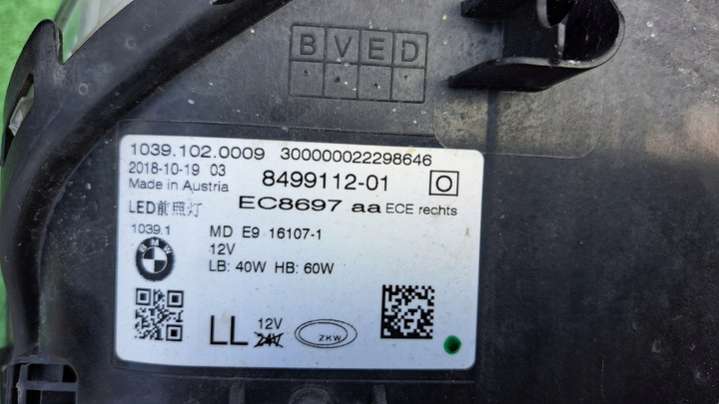 BVED
1039.102.0009 300000022298646
2018-10-19 03
Made in Austria
8499112-01
LED前照灯
EC8697 aa ECE rechts
1039.1
MD E9 16107-1
12V
LB: 40W HB: 60W
BMW
LL
12V
24V
ZKW